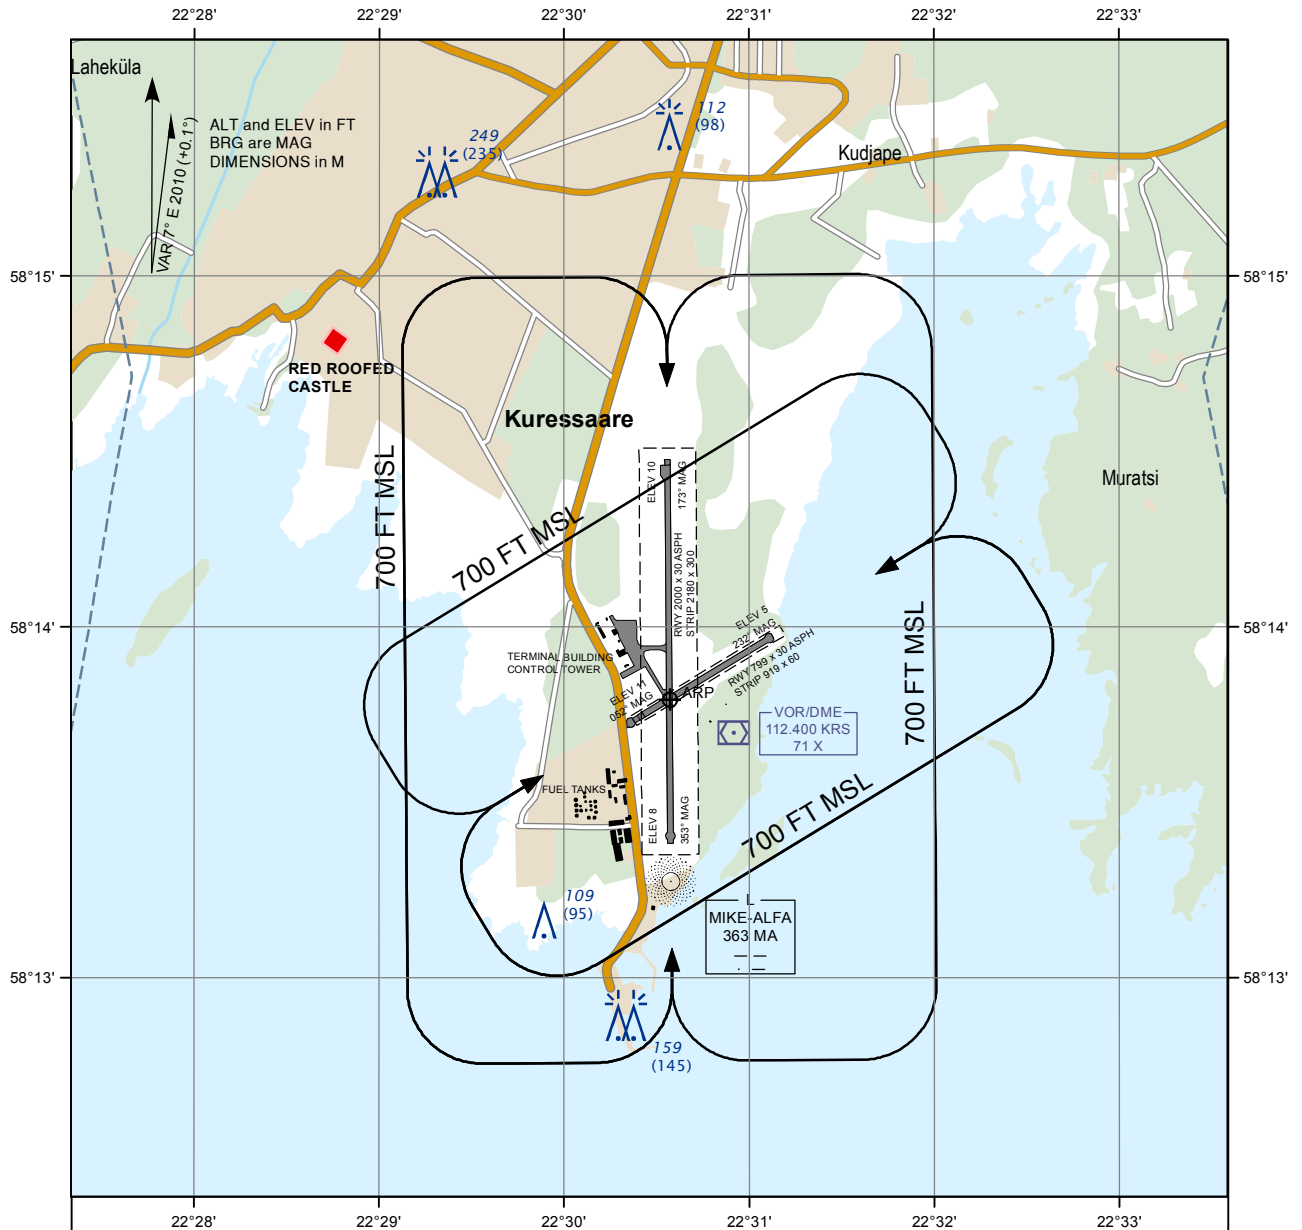 22°28' 22°29' 22°30' 22°31' 22°32' 22°33'
Laheküla
ALT and ELEV in FT
BRG are MAG
DIMENSIONS in M
VAR 7° E 2010 (+0,1°)
249
(235)
112
(98)
Kudjape
58°15' 58°15'
RED ROOFED
CASTLE
Kuressaare
Muratsi
700 FT MSL
700 FT MSL
ELEV 10
173° MAG
RWY 2000 x 30 ASPH
STRIP 2180 x 300
58°14' 58°14'
TERMINAL BUILDING
CONTROL TOWER
ELEV 5
232° MAG
RWY 799 x 30 ASPH
STRIP 919 x 60
ELEV 11
052° MAG
ARP
700 FT MSL
VOR/DME
112.400 KRS
71 X
FUEL TANKS
ELEV 8
353° MAG
700 FT MSL
109
(95)
L
MIKE-ALFA
363 MA
58°13' 58°13'
159
(145)
22°28' 22°29' 22°30' 22°31' 22°32' 22°33'